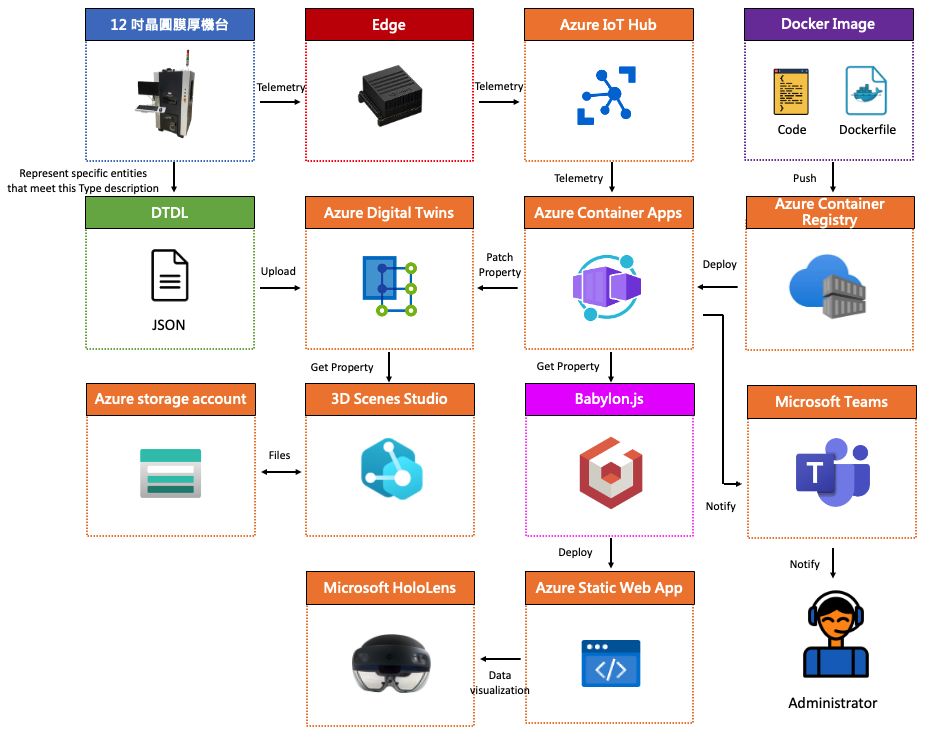 12 吋晶圓膜厚機台
Edge
Azure IoT Hub
Docker Image
Telemetry
Telemetry
Code
Dockerfile
Represent specific entities
that meet this Type description
Telemetry
Push
DTDL
Azure Digital Twins
Azure Container Apps
Azure Container
Registry
Upload
Patch
Property
Deploy
JSON
Get Property
Get Property
Azure storage account
3D Scenes Studio
Babylon.js
Microsoft Teams
Files
T
Notify
Deploy
Notify
Microsoft HoloLens
Azure Static Web App
</>
Data
visualization
Administrator